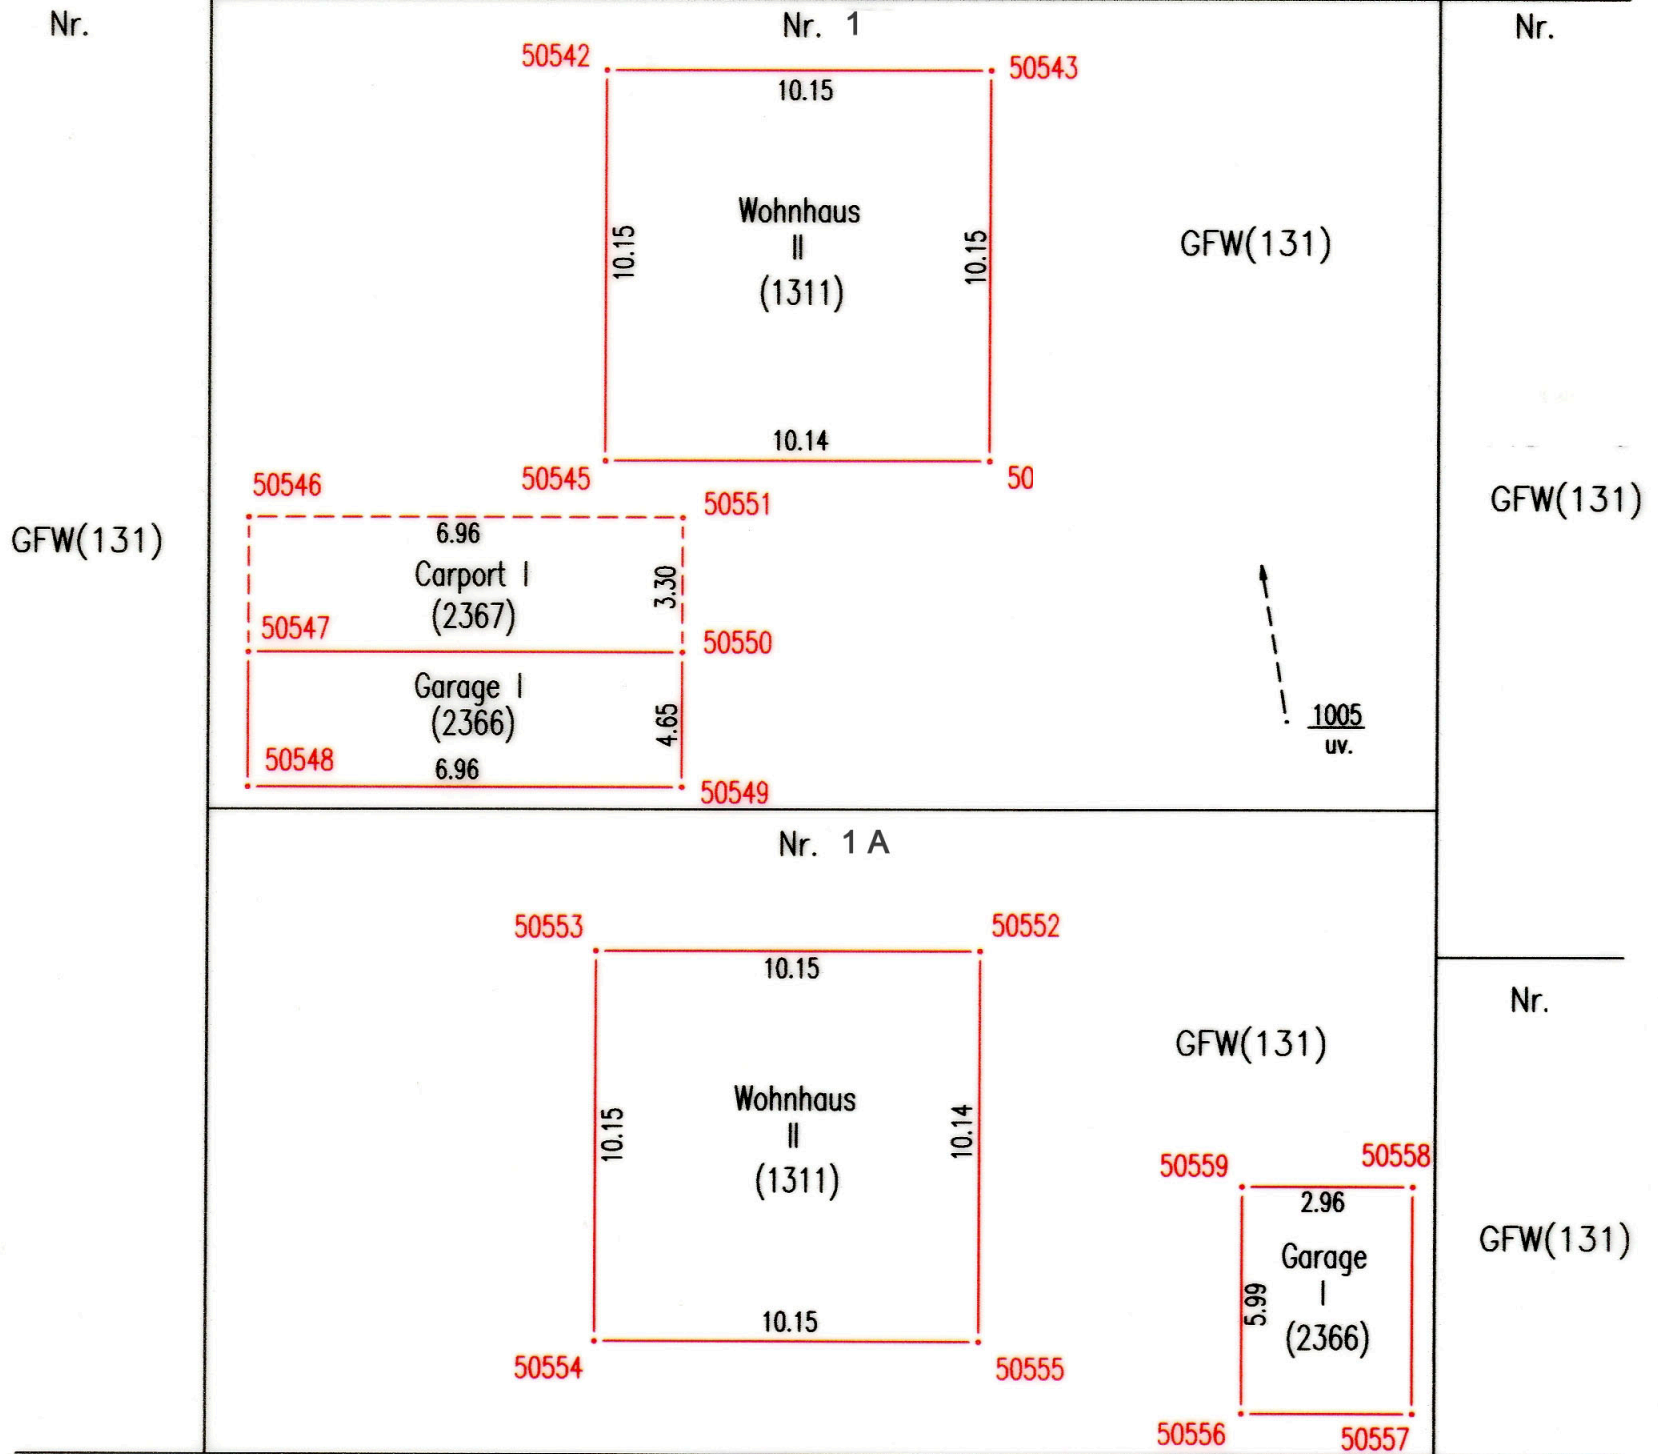 Nr.
Nr. 1
Nr.
50542
50543
10.15
Wohnhaus
II
(1311)
10.15
10.15
GFW(131)
10.14
50545
50
50546
50551
GFW(131)
GFW(131)
6.96
Carport I
(2367)
3.30
50547
50550
Garage I
(2366)
4.65
50548
6.96
50549
1005
uv.
Nr. 1 A
50553
50552
10.15
Nr.
GFW(131)
Wohnhaus
II
(1311)
10.15
10.14
50559
50558
2.96
Garage
I
(2366)
5.99
GFW(131)
10.15
50554
50555
50556
50557